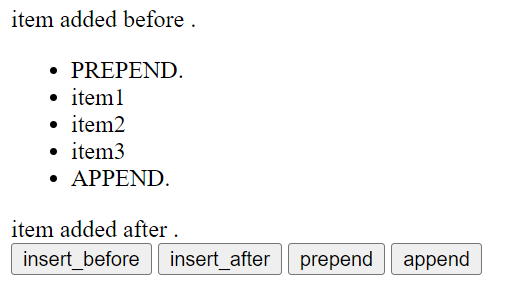 item added before .
PREPEND.
item1
item2
item3
APPEND.
item added after .
insert_before insert_after prepend append